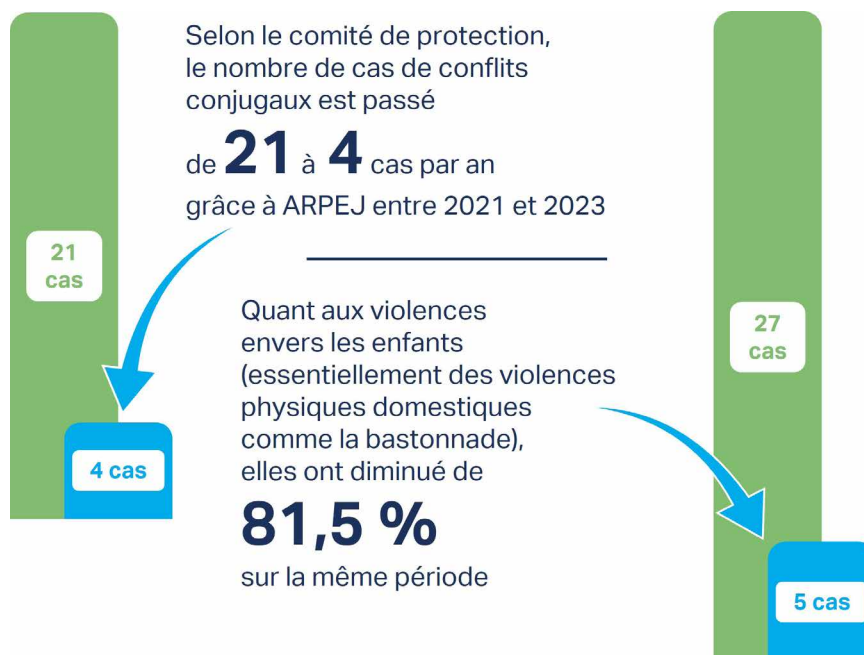 Selon le comité de protection,
le nombre de cas de conflits
conjugaux est passé
de 21 à 4 cas par an
grâce à ARPEJ entre 2021 et 2023
21
cas
4 cas
Quant aux violences
envers les enfants
(essentiellement des violences
physiques domestiques
comme la bastonnade),
elles ont diminué de
81,5 %
sur la même période
27
cas
5 cas